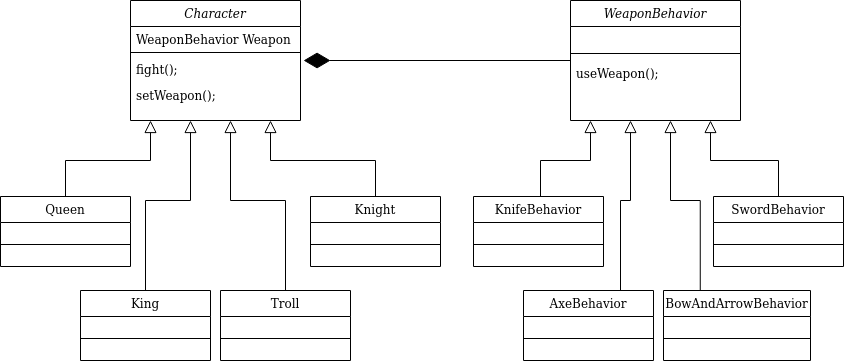 Character
WeaponBehavior Weapon
fight();
setWeapon();
WeaponBehavior
useWeapon();
Queen
Knight
King
Troll
KnifeBehavior
SwordBehavior
AxeBehavior
BowAndArrowBehavior